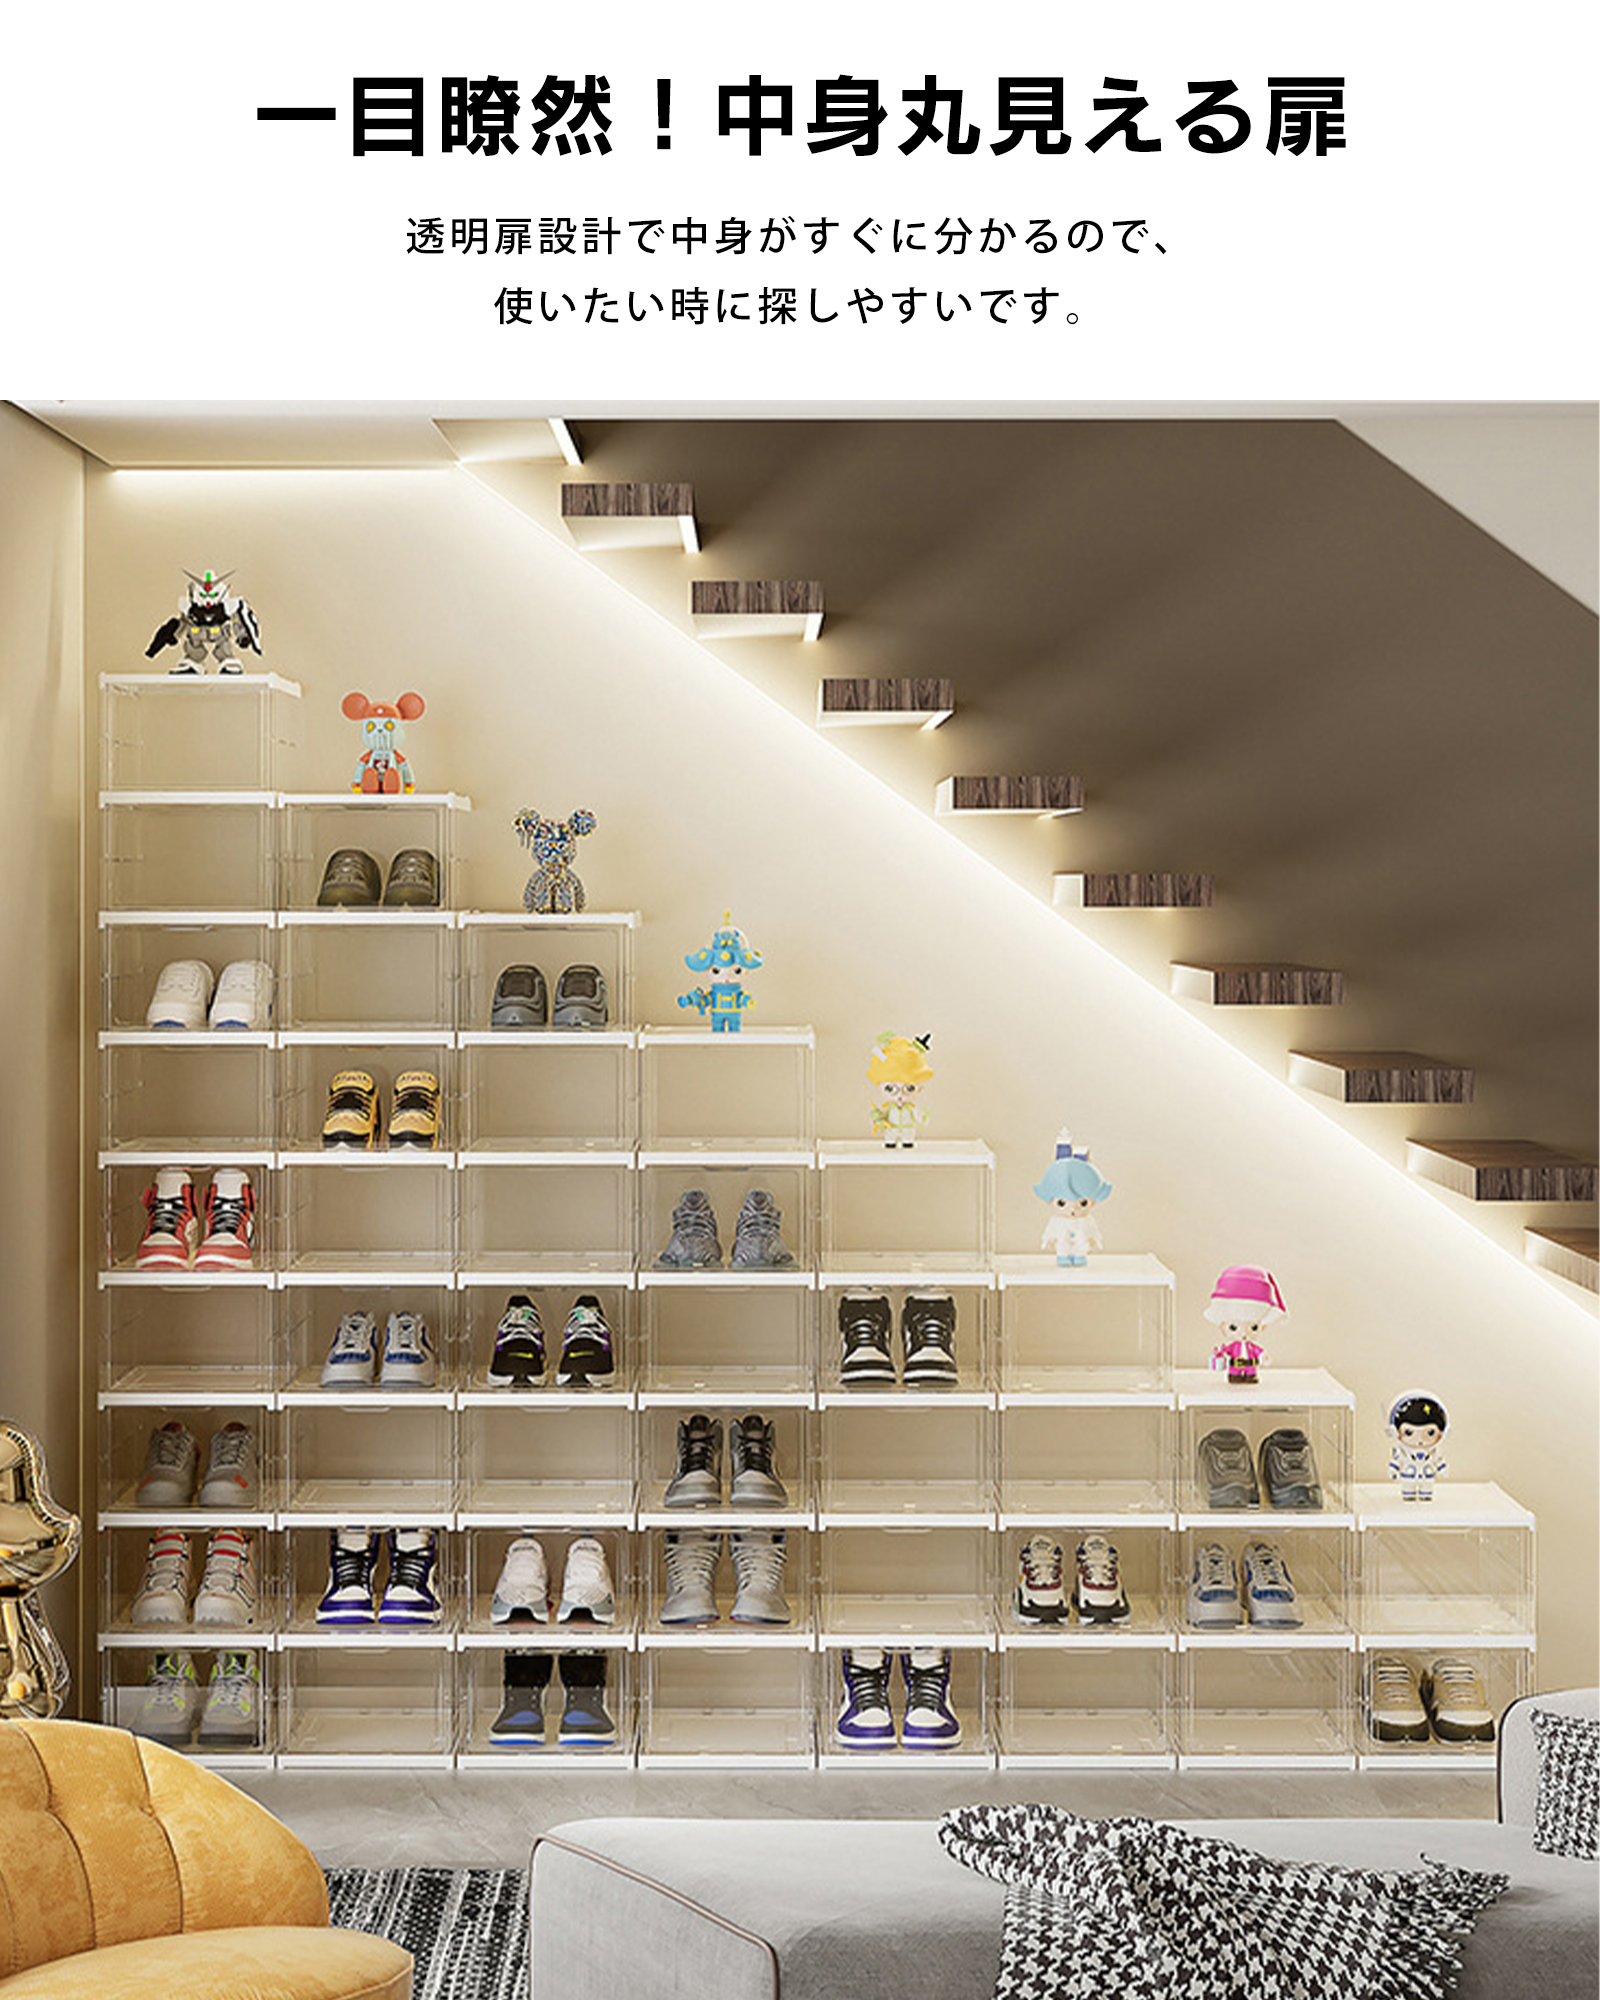 一目瞭然！中身丸見える扉
透明扉設計で中身がすぐに分かるので、
使いたい時に探しやすいです。